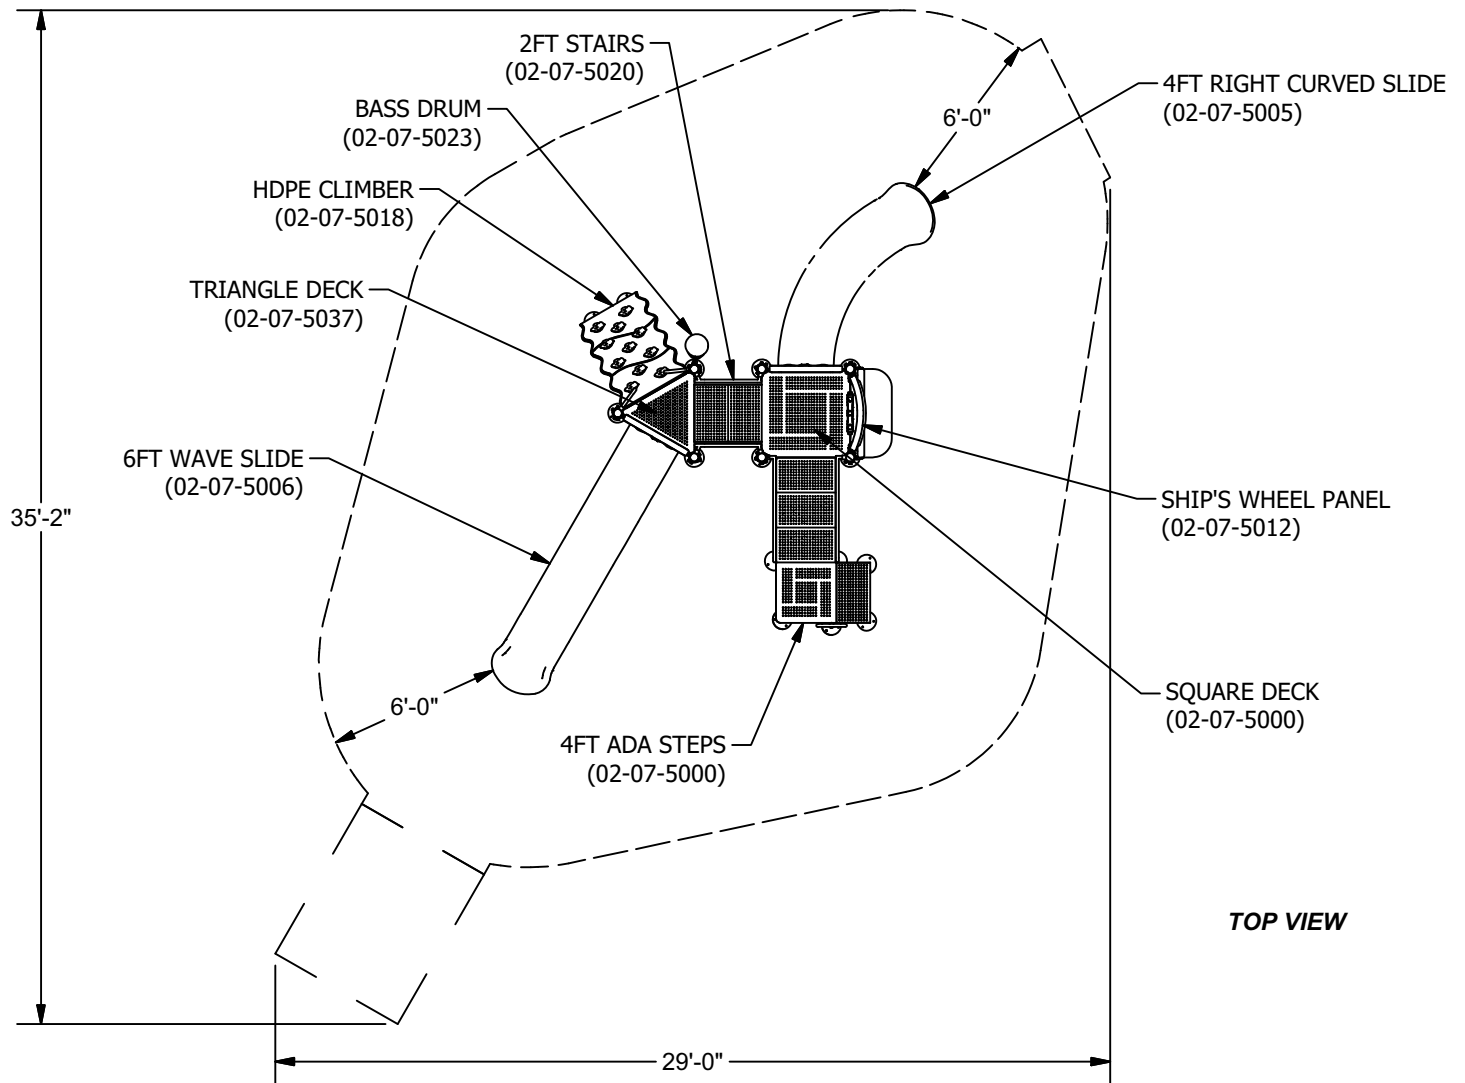 2FT STAIRS
(02-07-5020)
BASS DRUM
(02-07-5023)
HDPE CLIMBER
(02-07-5018)
TRIANGLE DECK
(02-07-5037)
6FT WAVE SLIDE
(02-07-5006)
35'-2"
6'-0"
4FT RIGHT CURVED SLIDE
(02-07-5005)
SHIP'S WHEEL PANEL
(02-07-5012)
SQUARE DECK
(02-07-5000)
6'-0"
4FT ADA STEPS
(02-07-5000)
TOP VIEW
29'-0"